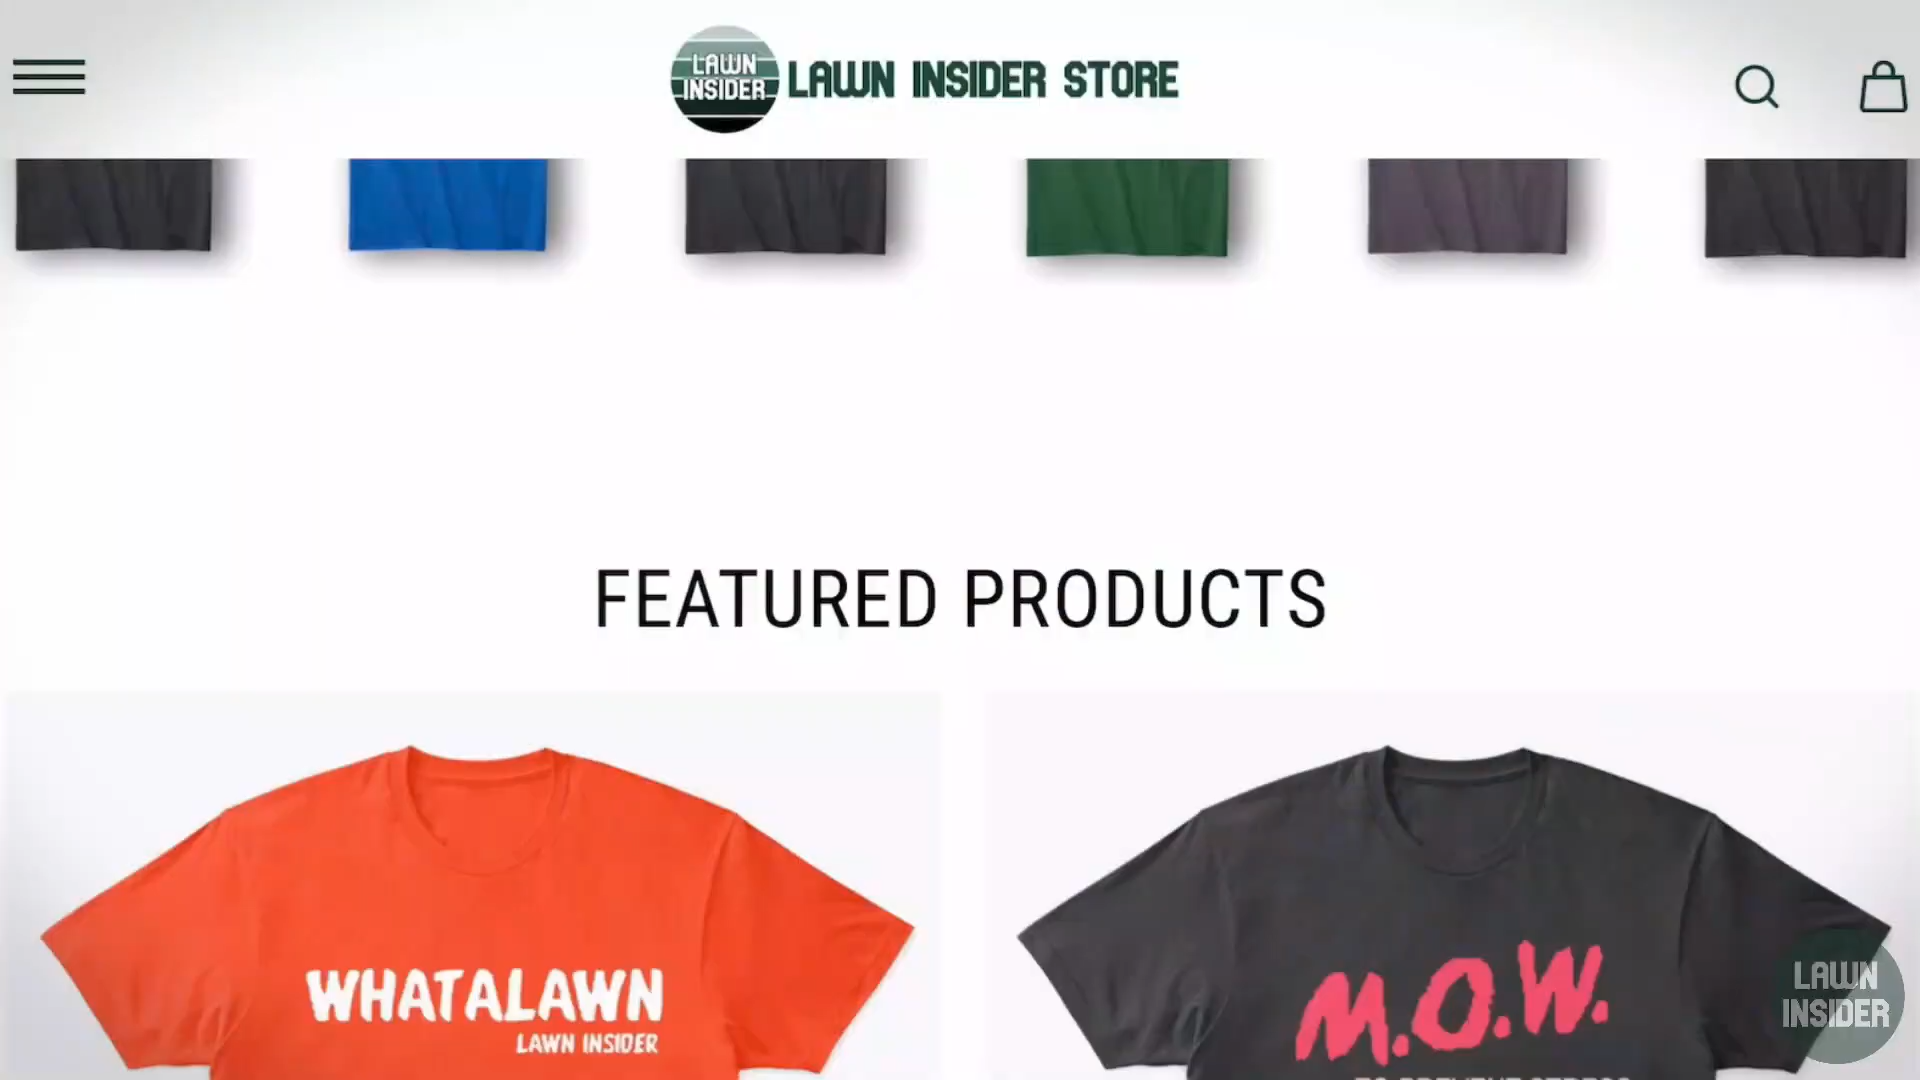 LAWN
INSIDER
LAWN INSIDER STORE
FEATURED PRODUCTS
WHATALAWN
LAWN INSIDER
M.O.W.
LAWN
INSIDER